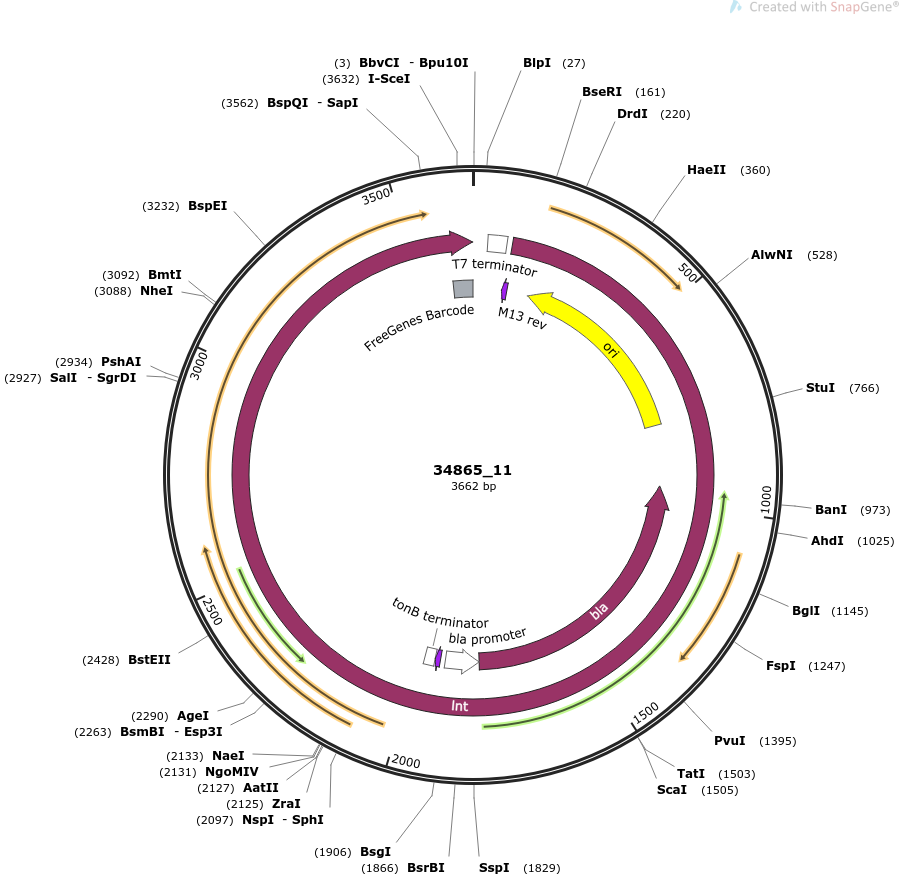 Created with SnapGene®
(3) BbvCI - Bpu10I
BlpI (27)
(3632) I-SceI
BseRI (161)
(3562) BspQI - SapI
DrdI (220)
HaeII (360)
3500
(3232) BspEI
T7 terminator
500
AlwNI (528)
(3092) BmtI
(3088) NheI
FreeGenes Barcode
M13 rev
ori
3000
(2934) PshAI
(2927) SalI - SgrDI
StuI (766)
34865_11
3662 bp
1000
BanI (973)
AhdI (1025)
2500
tonB terminator
bla promoter
bla
BglI (1145)
(2428) BstEII
FspI (1247)
Int
1500
(2290) AgeI
(2263) BsmBI - Esp3I
PvuI (1395)
(2133) NaeI
2000
(2131) NgoMIV
TatI (1503)
(2127) AatII
ScaI (1505)
(2125) ZraI
(2097) NspI - SphI
(1906) BsgI
(1866) BsrBI
SspI (1829)